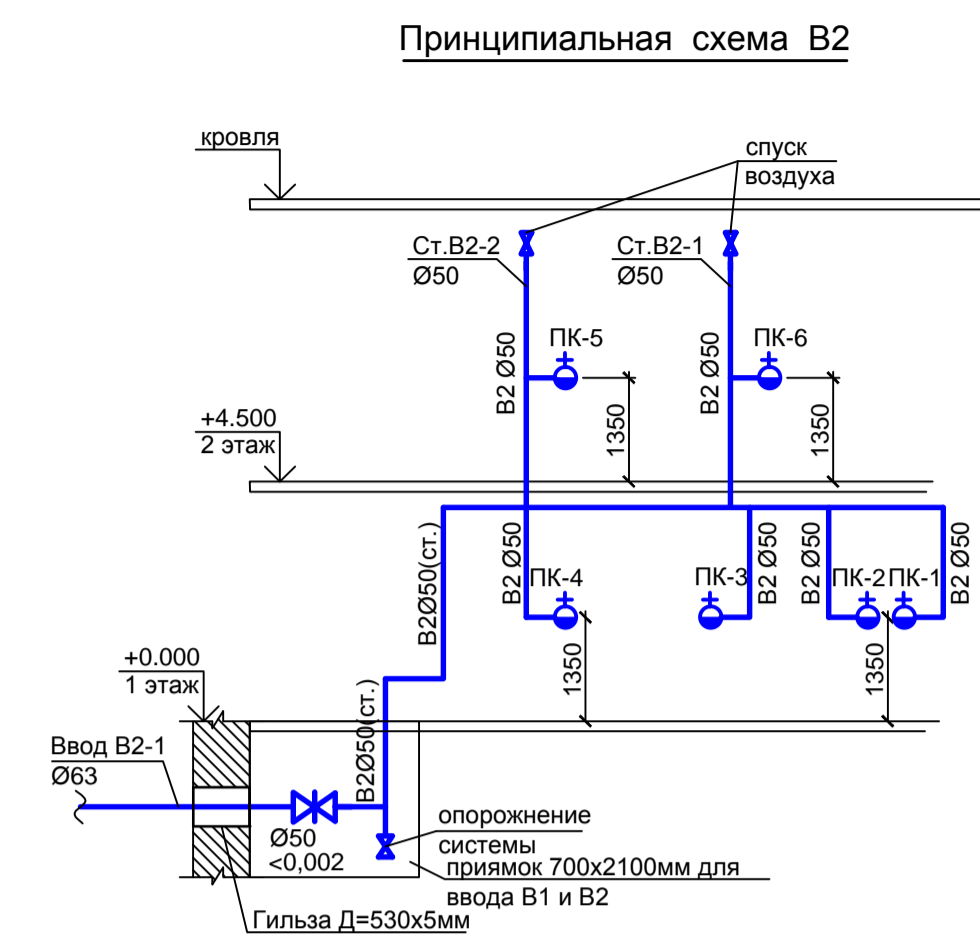 Принципиальная схема В2
кровля
спуск
воздуха
Ст.В2-2
Ø50
Ст.В2-1
Ø50
В2 Ø50
ПК-5
1350
В2 Ø50
ПК-6
1350
+4.500
2 этаж
В2Ø50(ст.)
В2 Ø50
ПК-4
1350
ПК-3
В2 Ø50
В2 Ø50
ПК-2
ПК-1
В2 Ø50
1350
+0.000
1 этаж
В2Ø50(ст.)
Ввод В2-1
Ø63
Ø50
<0,002
опорожнение
системы
приямок 700х2100мм для
ввода В1 и В2
Гильза Д=530х5мм